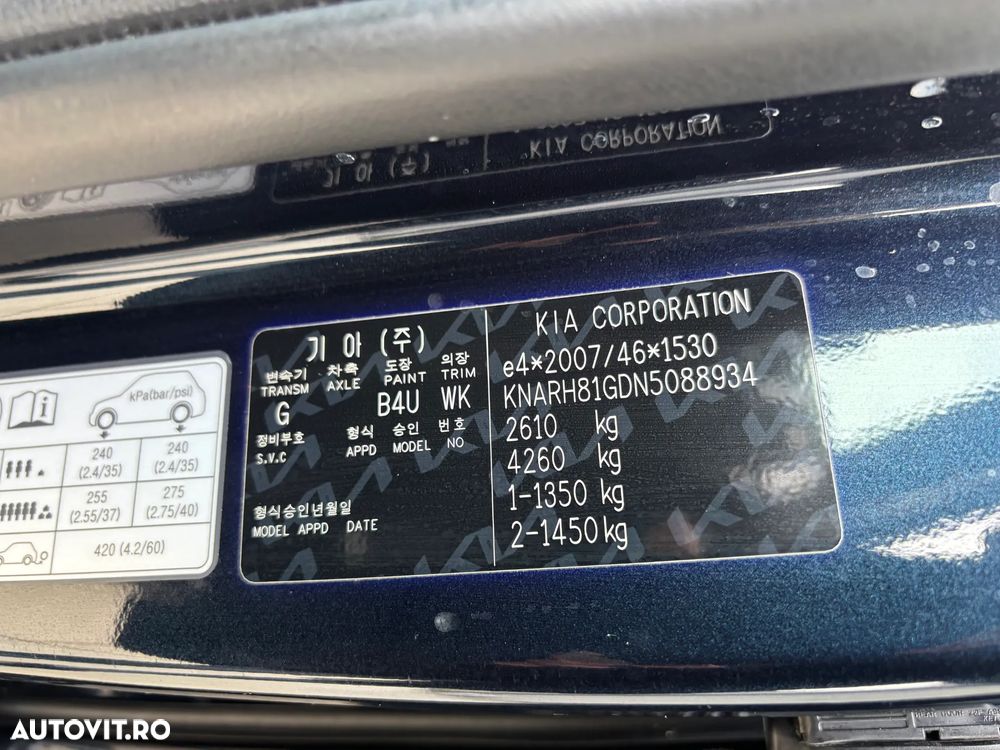 KIA CORPORATION
기 아 (주)
기 아 (주)
변속기 차축 도장 의장
TRANSM AXLE PAINT TRIM
G B4U WK
정비부호 형식 승인 번호
S.V.C APPD MODEL NO
형식승인년월일
MODEL APPD DATE
KIA CORPORATION
e4*2007/46*1530
KNARH81GDN5088934
2610 kg
4260 kg
1-1350 kg
2-1450kg
kPa(bar/psi)
240 240
(2.4/35) (2.4/35)
255 275
(2.55/37) (2.75/40)
420 (4.2/60)
AUTOVIT.RO